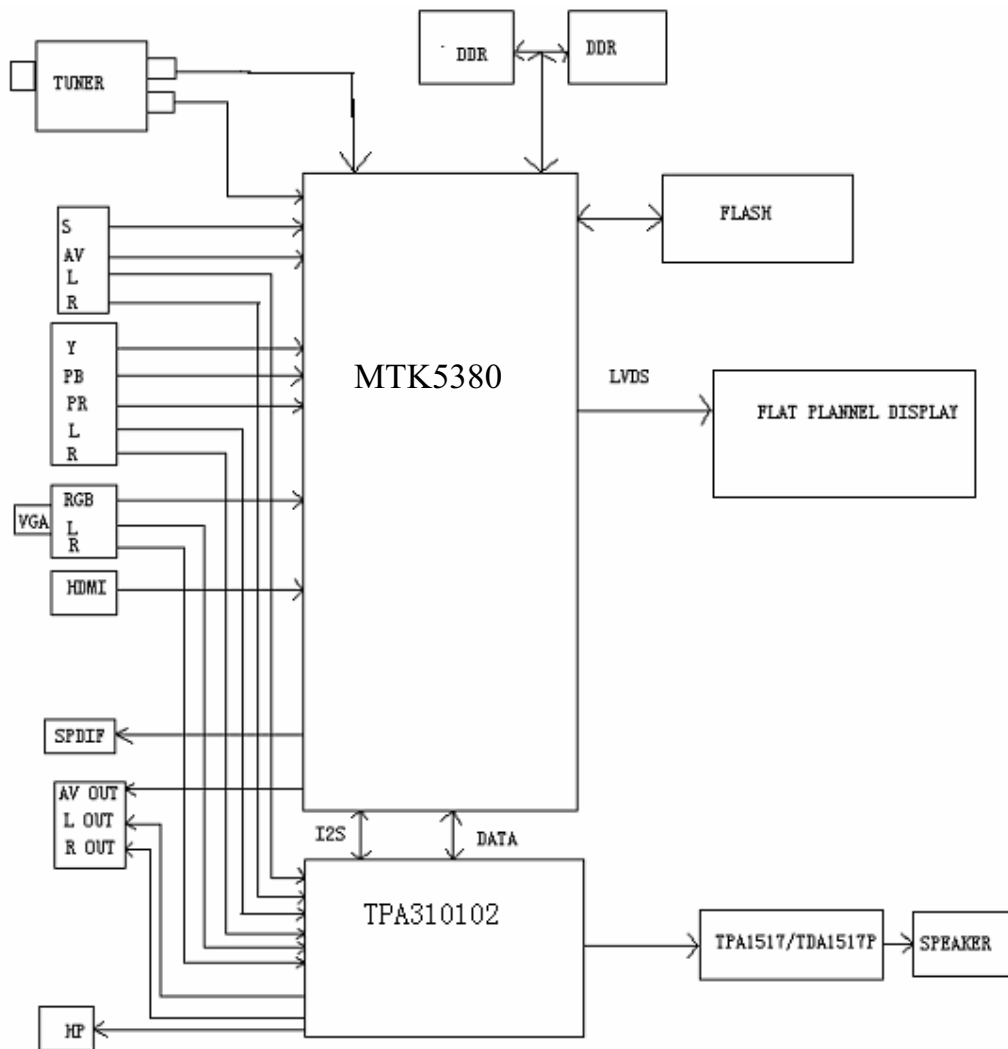 TUNER
DDR
DDR
FLASH
S
AV
L
R
Y
PB
PR
L
R
MTK5380
LVDS
FLAT PLANNEL DISPLAY
VGA
RGB
L
R
HDMI
SPDIF
AV OUT
L OUT
R OUT
I2S
DATA
TPA310102
TPA1517/TDA1517P
SPEAKER
HP